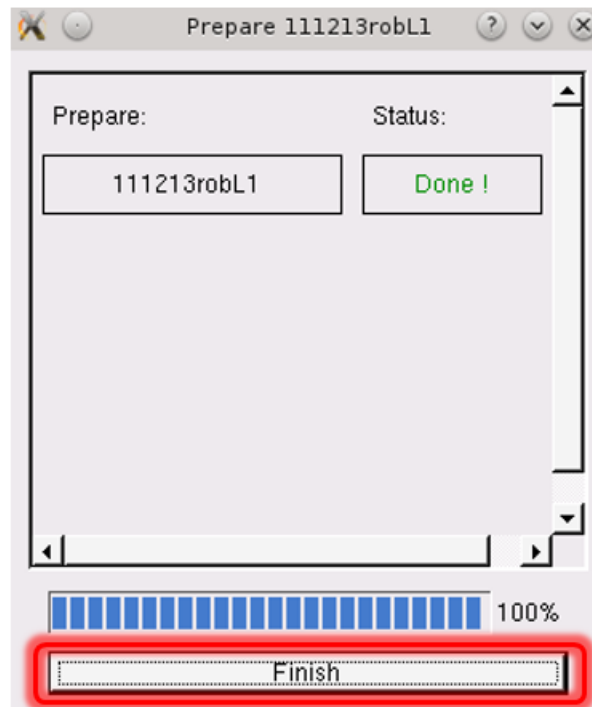 Prepare 111213robL1
Prepare: Status:
111213robL1 Done !
100%
Finish